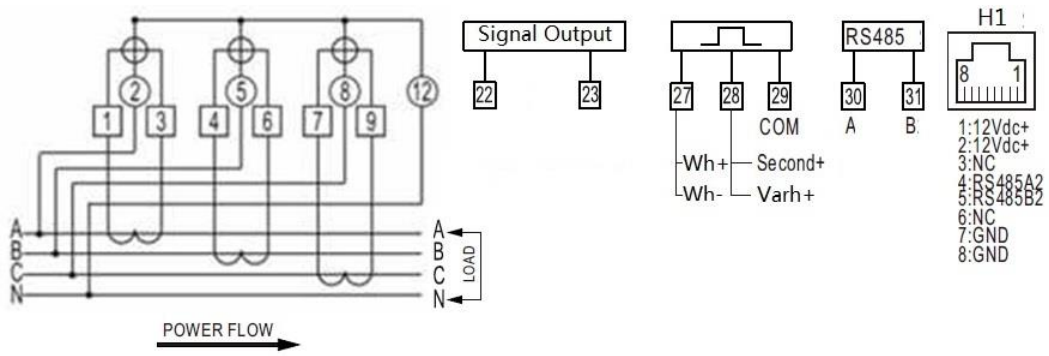 2 5 8 12
1 3 4 6 7 9
A A
B B
C C
N N
LOAD
POWER FLOW
Signal Output
22 23
27 28 29
COM
Wh+ Second+
Wh- Varh+
RS485
30 31
A B
H1
8 1
1:12Vdc+
2:12Vdc+
3:NC
4:RS485A2
5:RS485B2
6:NC
7:GND
8:GND